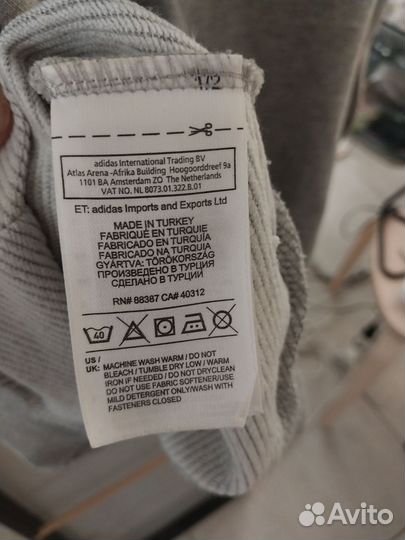 1/2
adidas International Trading BV
Atlas Arena -Afrika Building Hoogoorddreef 9a
1101 BA Amsterdam ZO The Netherlands
VAT NO. NL 8073.01.322.B.01
ET: adidas Imports and Exports Ltd
MADE IN TURKEY
FABRIQUÉ EN TURQUIE
FABRICADO EN TURQUÍA
FABRICADO NA TURQUIA
GYÁRTVA: TÖRÖKORSZÁG
ПРОИЗВЕДЕНО В ТУРЦИЯ
СДЕЛАНО В ТУРЦИИ
RN# 88387 CA# 40312
40
US / UK: MACHINE WASH WARM / DO NOT
BLEACH / TUMBLE DRY LOW / WARM
IRON IF NEEDED / DO NOT DRYCLEAN
DO NOT USE FABRIC SOFTENER/USE
MILD DETERGENT ONLY/WASH WITH
FASTENERS CLOSED
Avito